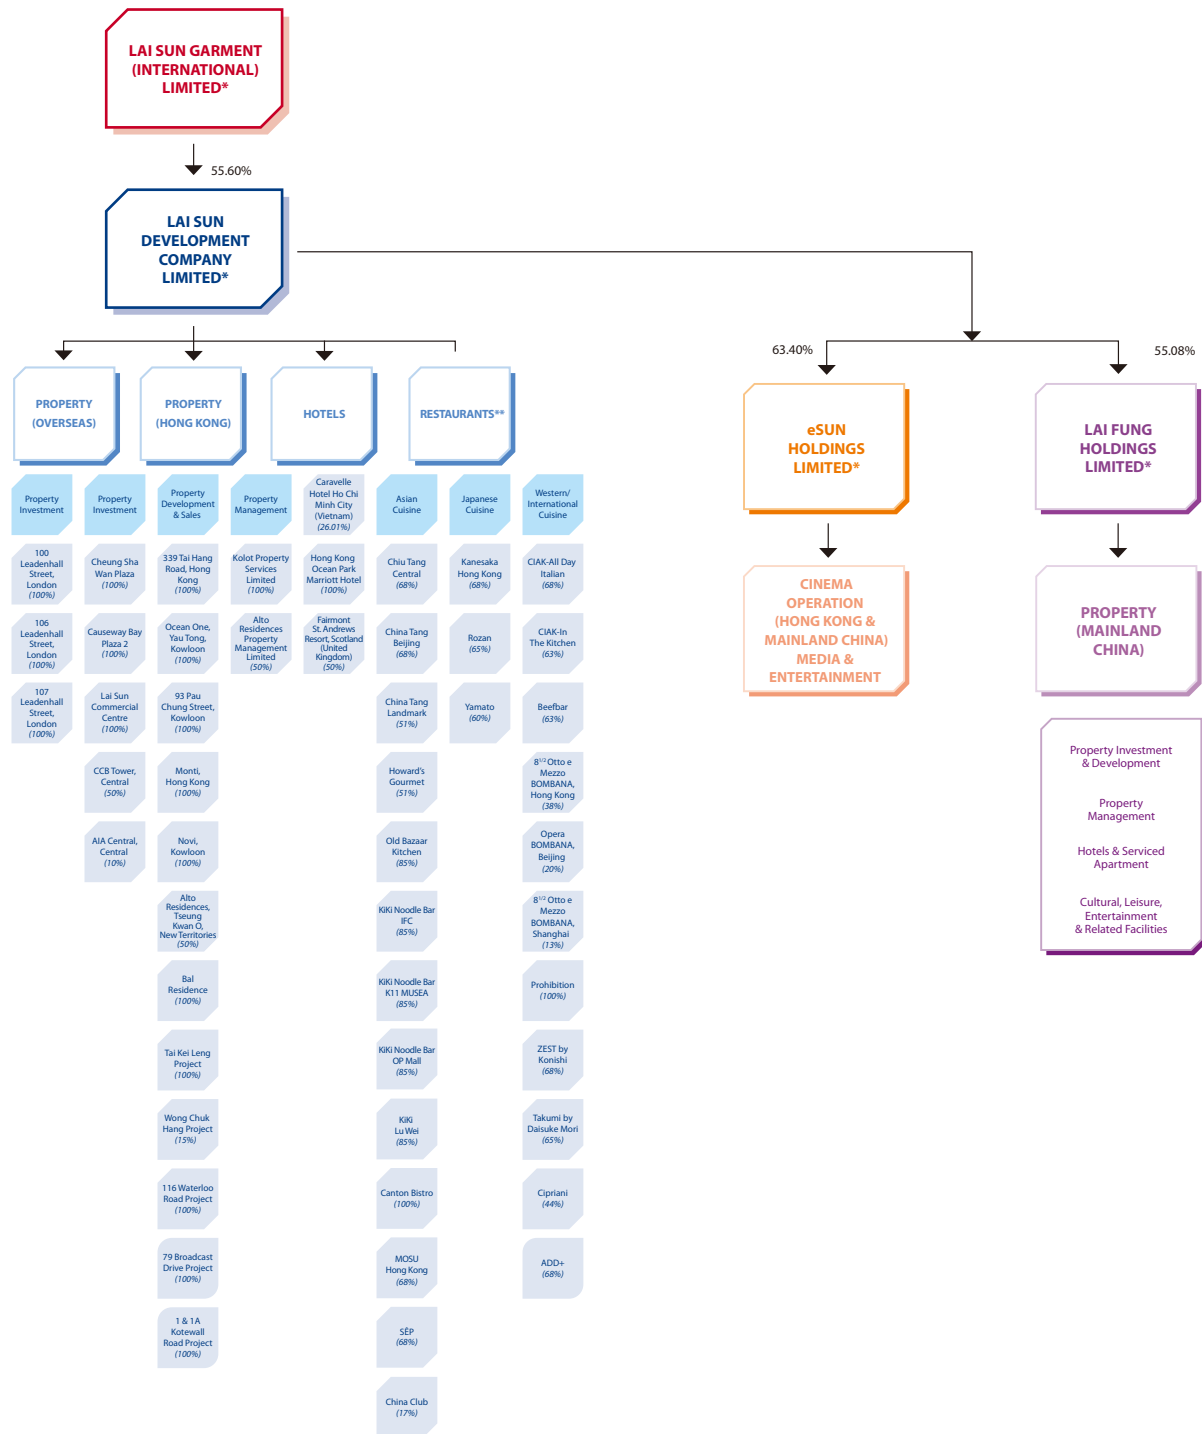 LAI SUN GARMENT
(INTERNATIONAL)
LIMITED*
55.60%
LAI SUN
DEVELOPMENT
COMPANY
LIMITED*
63.40%
55.08%
PROPERTY
(OVERSEAS)
PROPERTY
(HONG KONG)
HOTELS
RESTAURANTS**
eSUN
HOLDINGS
LIMITED*
LAI FUNG
HOLDINGS
LIMITED*
Property
Investment
100
Leadenhall
Street,
London
(100%)
106
Leadenhall
Street,
London
(100%)
107
Leadenhall
Street,
London
(100%)
Property
Investment
Cheung Sha
Wan Plaza
(100%)
Causeway Bay
Plaza 2
(100%)
Lai Sun
Commercial
Centre
(100%)
CCB Tower,
Central
(50%)
AIA Central,
Central
(10%)
Property
Development
& Sales
339 Tai Hang
Road, Hong
Kong
(100%)
Ocean One,
Yau Tong,
Kowloon
(100%)
93 Pau
Chung Street,
Kowloon
(100%)
Monti,
Hong Kong
(100%)
Novi,
Kowloon
(100%)
Alto
Residences,
Tseung
Kwan O,
New Territories
(50%)
Bal
Residence
(100%)
Tai Kei Leng
Project
(100%)
Wong Chuk
Hang Project
(15%)
116 Waterloo
Road Project
(100%)
79 Broadcast
Drive Project
(100%)
1 & 1A
Kotewall
Road Project
(100%)
Property
Management
Kolot Property
Services
Limited
(100%)
Alto
Residences
Property
Management
Limited
(50%)
Caravelle
Hotel Ho Chi
Minh City
(Vietnam)
(26.01%)
Hong Kong
Ocean Park
Marriott Hotel
(100%)
Fairmont
St. Andrews
Resort, Scotland
(United
Kingdom)
(50%)
Asian
Cuisine
Chiu Tang
Central
(68%)
China Tang
Beijing
(68%)
China Tang
Landmark
(51%)
Howard's
Gourmet
(51%)
Old Bazaar
Kitchen
(85%)
KiKi Noodle Bar
IFC
(85%)
KiKi Noodle Bar
K11 MUSEA
(85%)
KiKi Noodle Bar
OP Mall
(85%)
KiKi
Lu Wei
(85%)
Canton Bistro
(100%)
MOSU
Hong Kong
(68%)
SĒP
(68%)
China Club
(17%)
Japanese
Cuisine
Kanesaka
Hong Kong
(68%)
Rozan
(65%)
Yamato
(60%)
Western/
International
Cuisine
CIAK-All Day
Italian
(68%)
CIAK-In
The Kitchen
(63%)
Beefbar
(63%)
8 1/2 Otto e
Mezzo
BOMBANA,
Hong Kong
(38%)
Opera
BOMBANA,
Beijing
(20%)
8 1/2 Otto e
Mezzo
BOMBANA,
Shanghai
(13%)
Prohibition
(100%)
ZEST by
Konishi
(68%)
Takumi by
Daisuke Mori
(65%)
Cipriani
(44%)
ADD+
(68%)
CINEMA
OPERATION
(HONG KONG &
MAINLAND CHINA)
MEDIA &
ENTERTAINMENT
PROPERTY
(MAINLAND
CHINA)
Property Investment
& Development
Property
Management
Hotels & Serviced
Apartment
Cultural, Leisure,
Entertainment
& Related Facilities